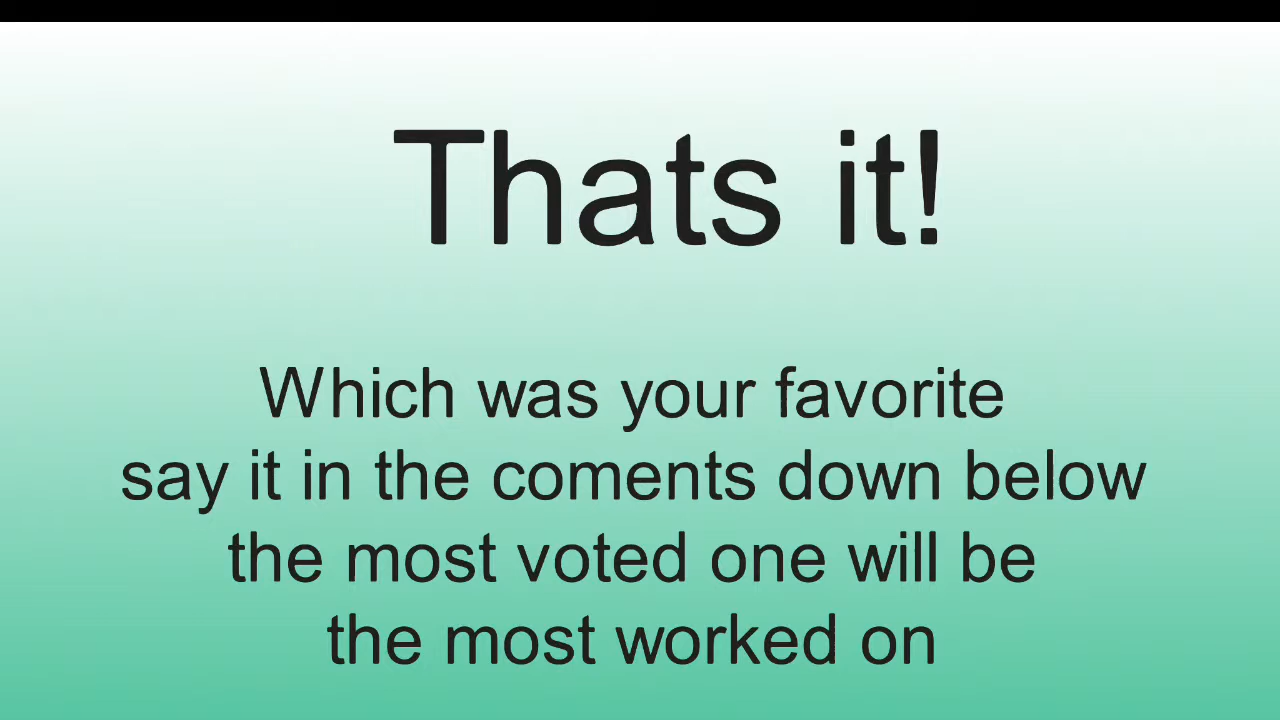 Thats it!
Which was your favorite
say it in the coments down below
the most voted one will be
the most worked on